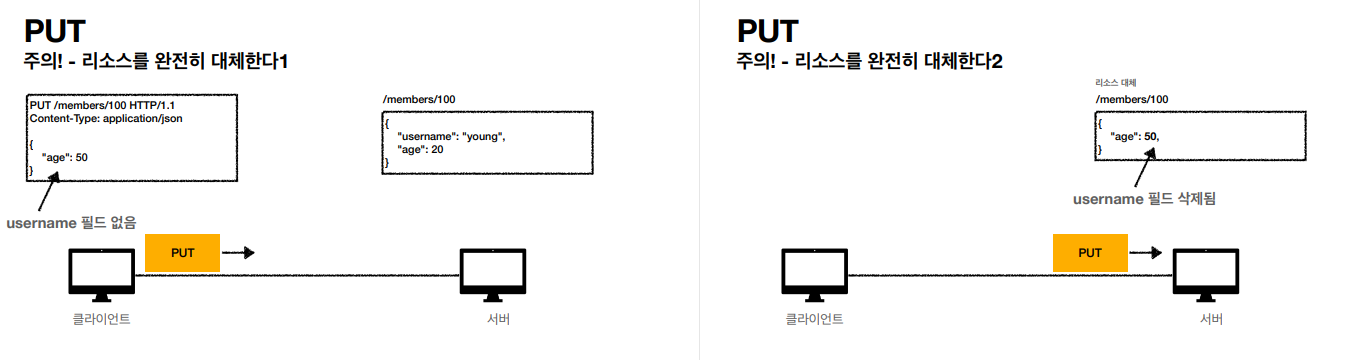 PUT
주의! - 리소스를 완전히 대체한다1
PUT /members/100 HTTP/1.1
Content-Type: application/json
{
"age": 50
}
username 필드 없음
/members/100
{
"username": "young",
"age": 20
}
PUT
클라이언트
서버
PUT
주의! - 리소스를 완전히 대체한다2
리소스 대체
/members/100
{
"age": 50,
}
username 필드 삭제됨
PUT
클라이언트
서버